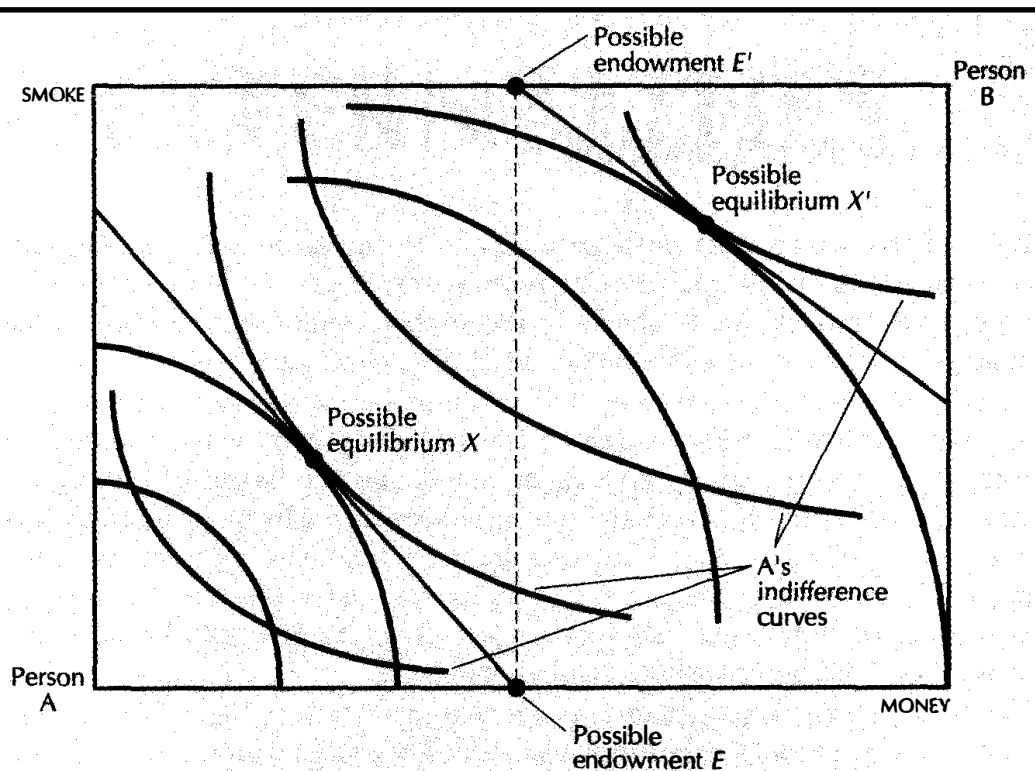 Possible
endowment E'
SMOKE
Person
B
Possible
equilibrium X'
Possible
equilibrium X
A's
indifference
curves
Person
A
MONEY
Possible
endowment E